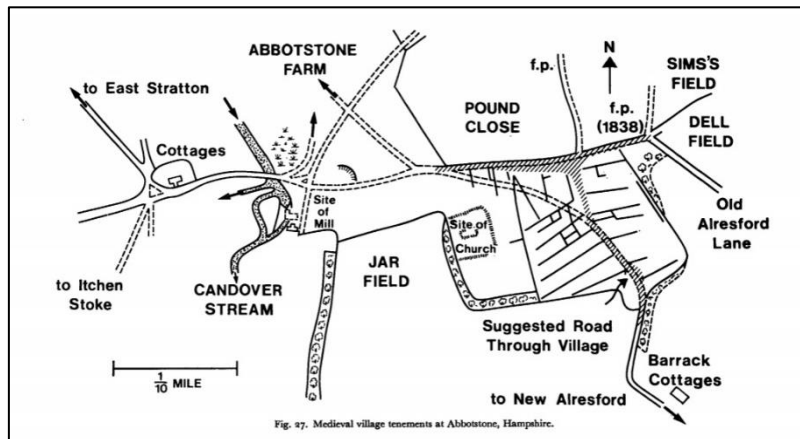 to East Stratton
ABBOTSTONE
FARM
f.p.
N
SIMS'S
FIELD
f.p.
(1838)
POUND
CLOSE
DELL
FIELD
Cottages
Old
Alresford
Lane
Site
of
Mill
Site of
Church
JAR
FIELD
to Itchen
Stoke
CANDOVER
STREAM
Suggested Road
Through Village
1
10 MILE
Barrack
Cottages
to New Alresford
Fig. 27. Medieval village tenements at Abbotstone, Hampshire.